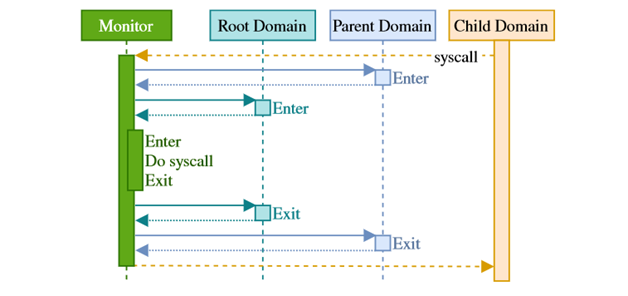 Monitor
Root Domain
Parent Domain
Child Domain
syscall
Enter
Enter
Enter
Do syscall
Exit
Exit
Exit